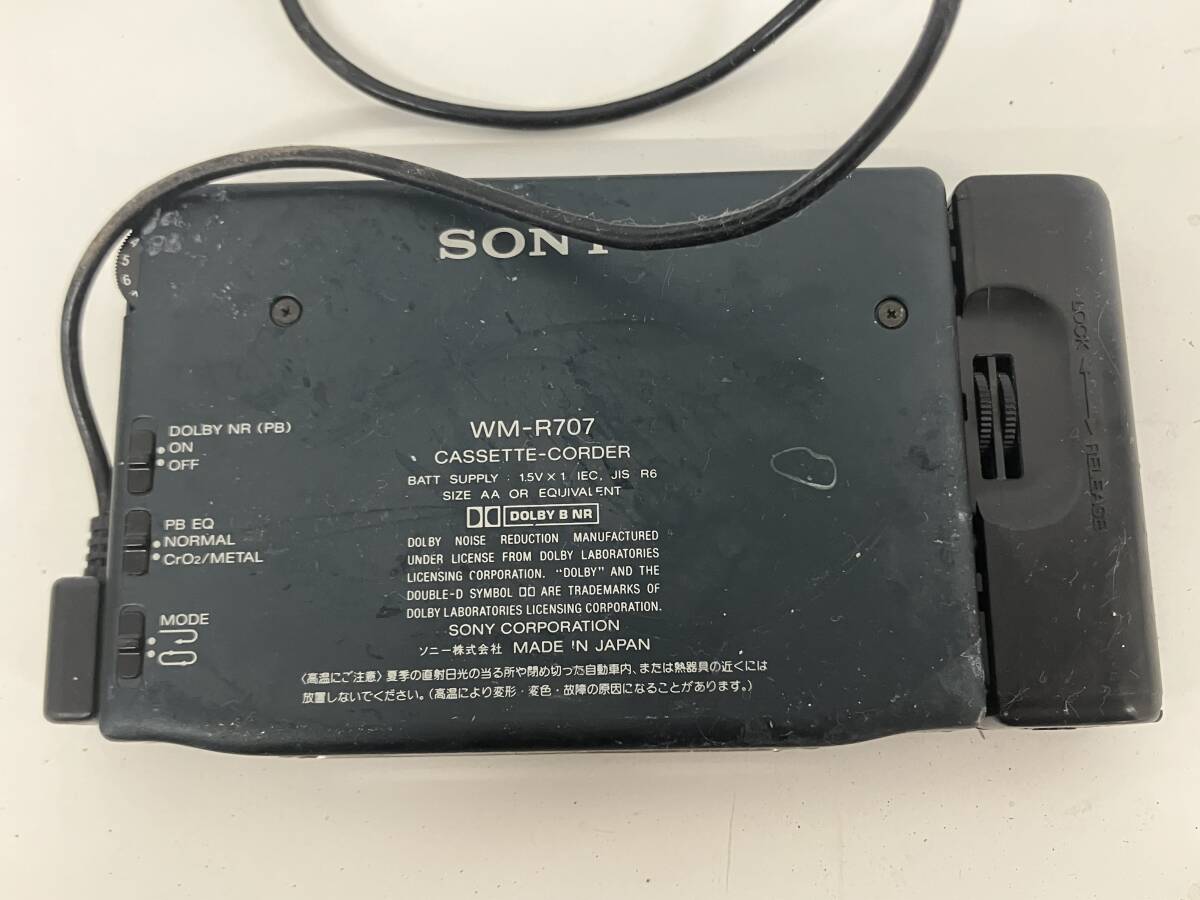 SONY
5
6
DOLBY NR (PB)
ON
OFF
PB EQ
NORMAL
CrO2/METAL
MODE
WM-R707
CASSETTE-CORDER
BATT SUPPLY : 1.5V×1 IEC, JIS R6
SIZE AA OR EQUIVALENT
DOLBY B NR
DOLBY NOISE REDUCTION MANUFACTURED
UNDER LICENSE FROM DOLBY LABORATORIES
LICENSING CORPORATION. "DOLBY" AND THE
DOUBLE-D SYMBOL ARE TRADEMARKS OF
DOLBY LABORATORIES LICENSING CORPORATION.
SONY CORPORATION
ソニー株式会社 MADE IN JAPAN
〈高温にご注意〉夏季の直射日光の当る所や閉め切った自動車内、または熱器具の近くには
放置しないでください。(高温により変形・変色・故障の原因になることがあります。)
LOCK
RELEASE